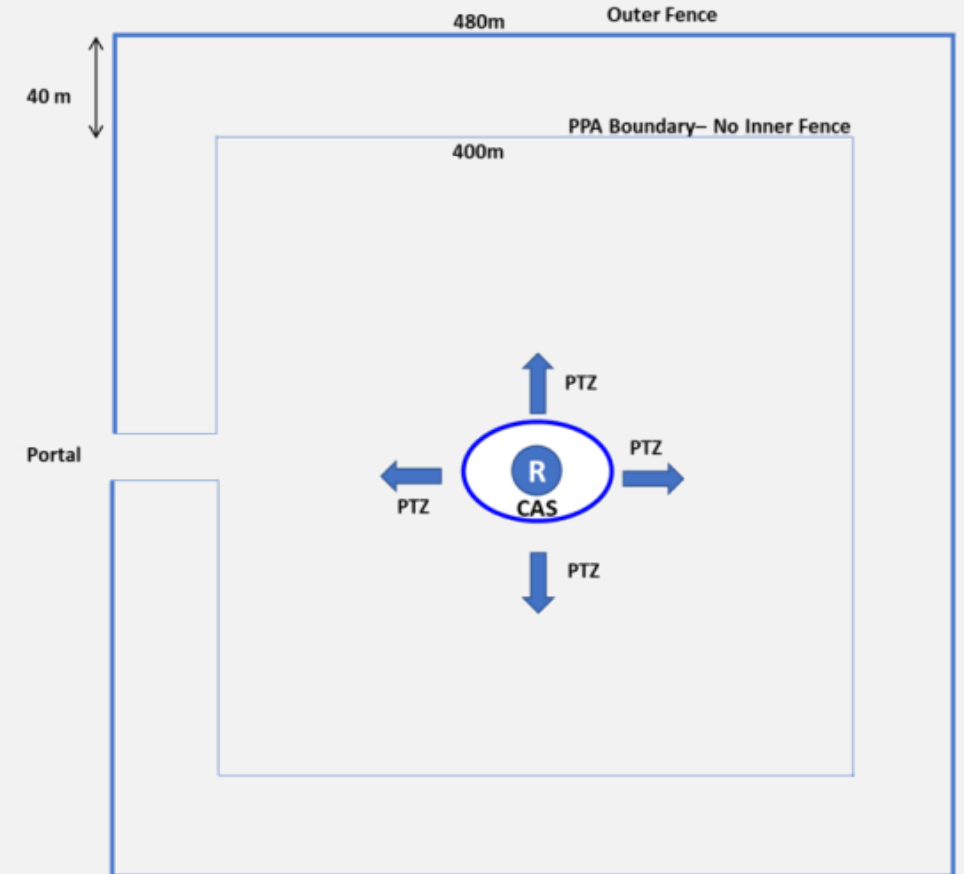 480m
Outer Fence
40 m
PPA Boundary– No Inner Fence
400m
PTZ
Portal
PTZ
R
PTZ
CAS
PTZ